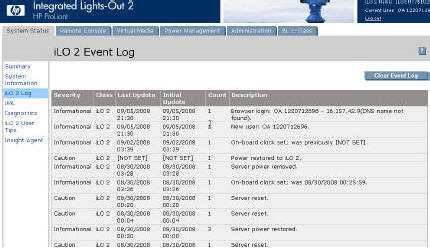 Integrated Lights-Out 2
HP ProLiant
Current User: OA 1220712
Log out
System Status Remote Console Virtual Media Power Management Administration BL c-Class
iLO 2 Event Log
?
Summary
System Information
iLO 2 Log
IML
Diagnostics
iLO 2 User Tips
Insight Agent
Clear Event Log
Severity Class Last Update Initial Update Count Description
Informational iLO 2 09/05/2008 21:30 09/05/2008 21:30 1 Browser login: OA 1220712696 - 16.157.42.9(DNS name not found).
Informational iLO 2 09/05/2008 21:30 09/05/2008 21:30 New user: OA 1220712696.
Informational iLO 2 09/02/2008 03:39 09/02/2008 03:39 1 On-board clock set; was previously [NOT SET].
Caution iLO 2 [NOT SET] [NOT SET] 1 Power restored to iLO 2.
Caution iLO 2 08/30/2008 03:28 08/30/2008 03:28 1 Server power removed.
Informational iLO 2 08/30/2008 03:26 08/30/2008 03:26 1 On-board clock set; was 08/30/2008 00:25:59.
Caution iLO 2 08/30/2008 00:20 08/30/2008 00:20 1 Server reset.
Caution iLO 2 08/30/2008 00:04 08/30/2008 00:04 1 Server reset.
Informational iLO 2 08/30/2008 00:20 08/30/2008 00:00 3 Server power restored.
Caution iLO 2 08/30/2008 08/30/2008 1 Server reset.